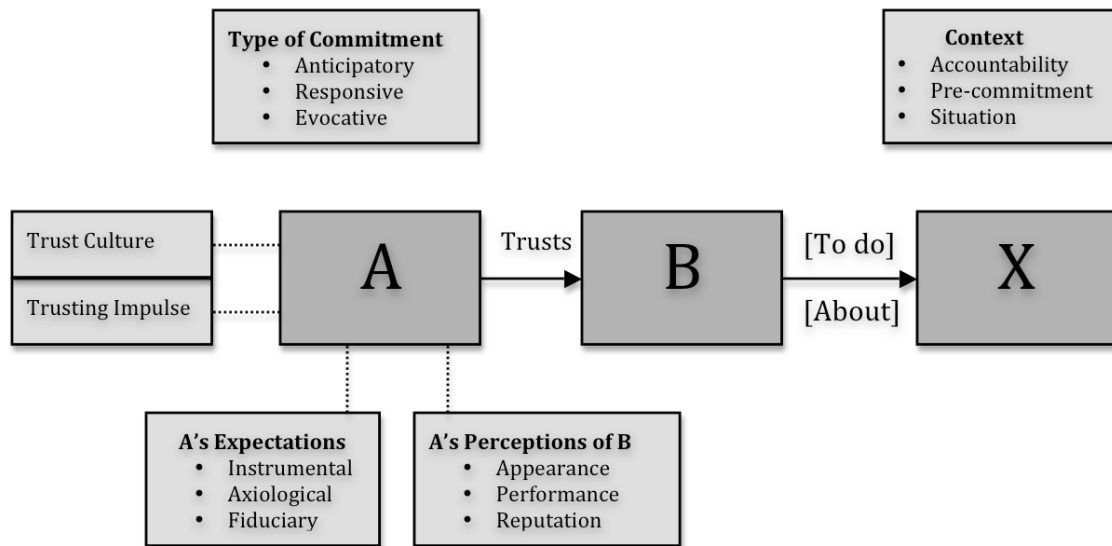 Type of Commitment
• Anticipatory
• Responsive
• Evocative
Context
• Accountability
• Pre-commitment
• Situation
Trust Culture
Trusting Impulse
A
Trusts
B
[To do]
[About]
X
A’s Expectations
• Instrumental
• Axiological
• Fiduciary
A’s Perceptions of B
• Appearance
• Performance
• Reputation